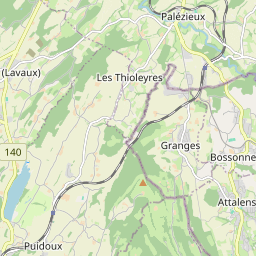 Palézieux
(Lavaux)
Les Thioleyres
140
Granges
Bossonne
Attalens
Puidoux